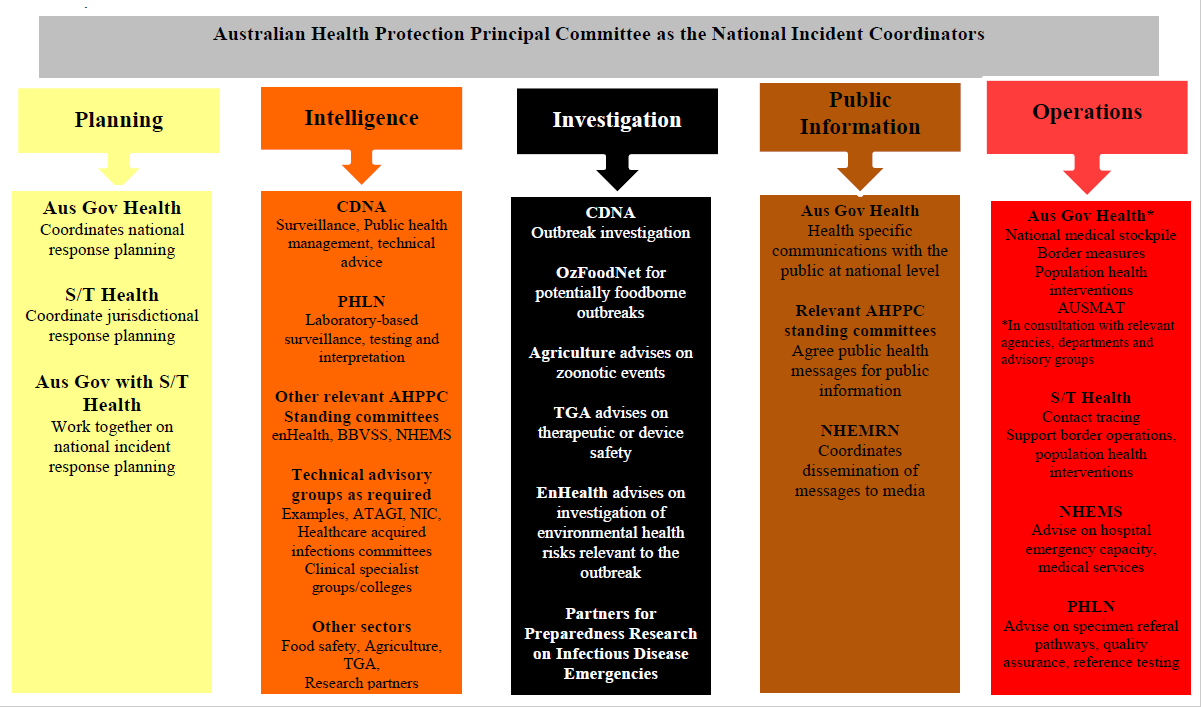 Australian Health Protection Principal Committee as the National Incident Coordinators
Planning
Aus Gov Health
Coordinates national
response planning
S/T Health
Coordinate jurisdictional
response planning
Aus Gov with S/T
Health
Work together on
national incident
response planning
Intelligence
CDNA
Surveillance, Public health
management, technical
advice
PHLN
Laboratory-based
surveillance, testing and
interpretation
Other relevant AHPPC
Standing committees
enHealth, BBVSS, NHEMS
Technical advisory
groups as required
Examples, ATAGI, NIC,
Healthcare acquired
infections committees
Clinical specialist
groups/colleges
Other sectors
Food safety, Agriculture,
TGA,
Research partners
Investigation
CDNA
Outbreak investigation
OzFoodNet for
potentially foodborne
outbreaks
Agriculture advises on
zoonotic events
TGA advises on
therapeutic or device
safety
EnHealth advises on
investigation of
environmental health
risks relevant to the
outbreak
Partners for
Preparedness Research
on Infectious Disease
Emergencies
Public
Information
Aus Gov Health
Health specific
communications with the
public at national level
Relevant AHPPC
standing committees
Agree public health
messages for public
information
NHEMRN
Coordinates
dissemination of
messages to media
Operations
Aus Gov Health*
National medical stockpile
Border measures
Population health
interventions
AUSMAT
*In consultation with relevant
agencies, departments and
advisory groups
S/T Health
Contact tracing
Support border operations,
population health
interventions
NHEMS
Advise on hospital
emergency capacity,
medical services
PHLN
Advise on specimen referal
pathways, quality
assurance, reference testing